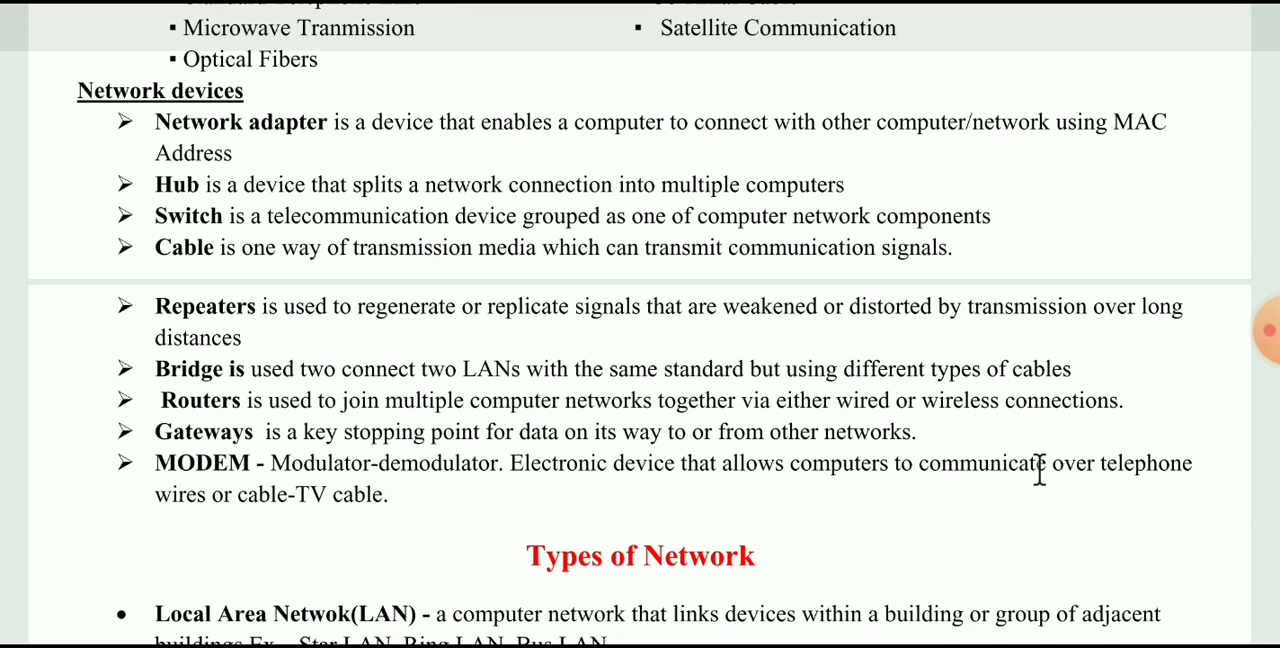 ▪ Microwave Tranmission ▪ Satellite Communication
▪ Optical Fibers
Network devices
➢ Network adapter is a device that enables a computer to connect with other computer/network using MAC
Address
➢ Hub is a device that splits a network connection into multiple computers
➢ Switch is a telecommunication device grouped as one of computer network components
➢ Cable is one way of transmission media which can transmit communication signals.
➢ Repeaters is used to regenerate or replicate signals that are weakened or distorted by transmission over long
distances
➢ Bridge is used two connect two LANs with the same standard but using different types of cables
➢ Routers is used to join multiple computer networks together via either wired or wireless connections.
➢ Gateways is a key stopping point for data on its way to or from other networks.
➢ MODEM - Modulator-demodulator. Electronic device that allows computers to communicate over telephone
wires or cable-TV cable.
Types of Network
• Local Area Netwok(LAN) - a computer network that links devices within a building or group of adjacent
buildings Ex – Star LAN, Ring LAN, Bus LAN